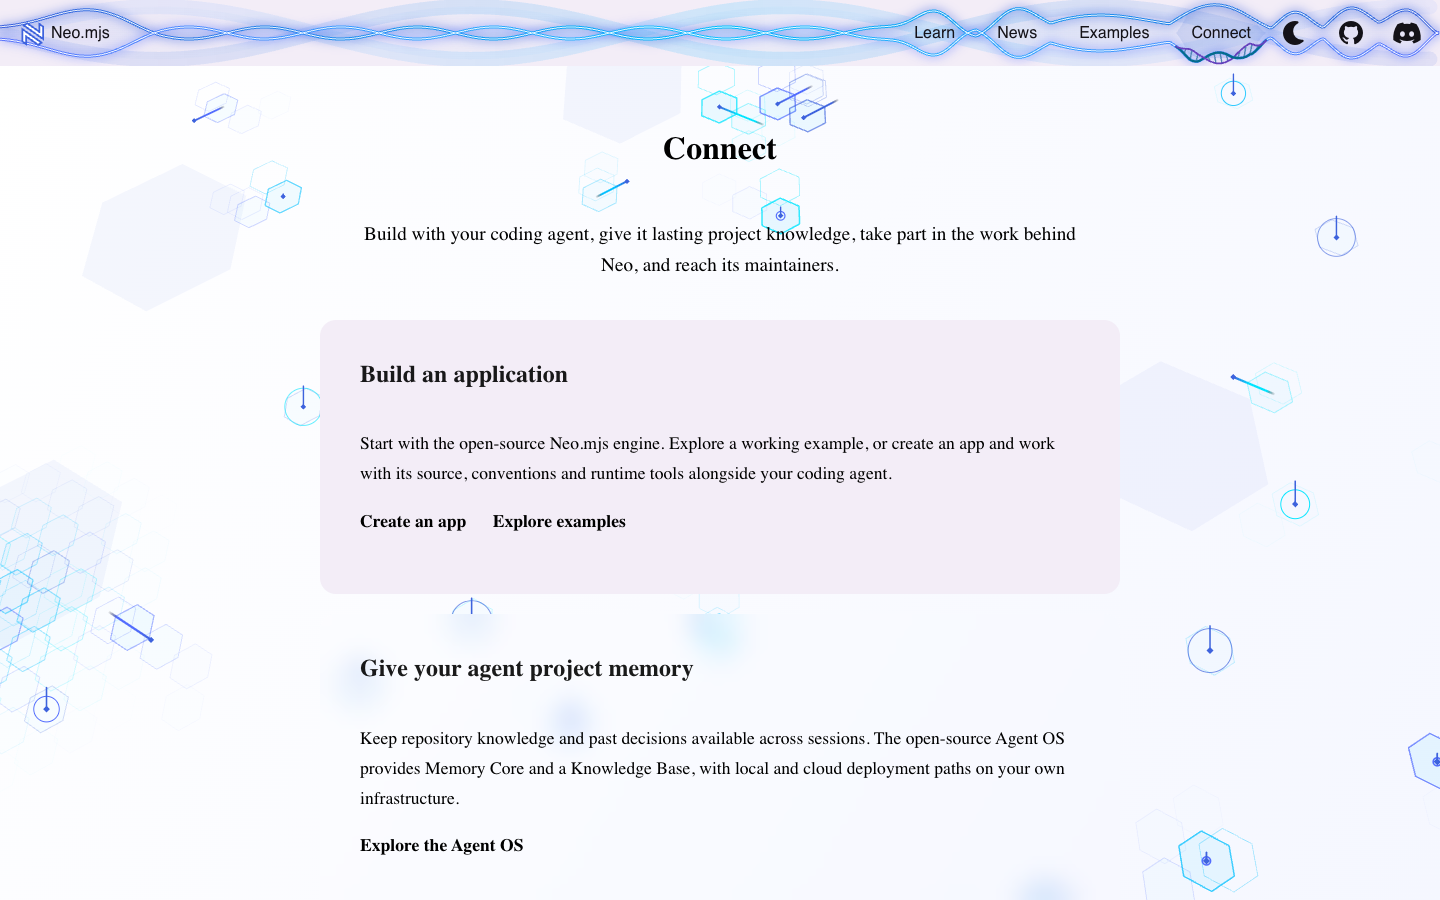 Neo.mjs
Learn
News
Examples
Connect
Connect
Build with your coding agent, give it lasting project knowledge, take part in the work behind
Neo, and reach its maintainers.
Build an application
Start with the open-source Neo.mjs engine. Explore a working example, or create an app and work
with its source, conventions and runtime tools alongside your coding agent.
Create an app
Explore examples
Give your agent project memory
Keep repository knowledge and past decisions available across sessions. The open-source Agent OS
provides Memory Core and a Knowledge Base, with local and cloud deployment paths on your own
infrastructure.
Explore the Agent OS